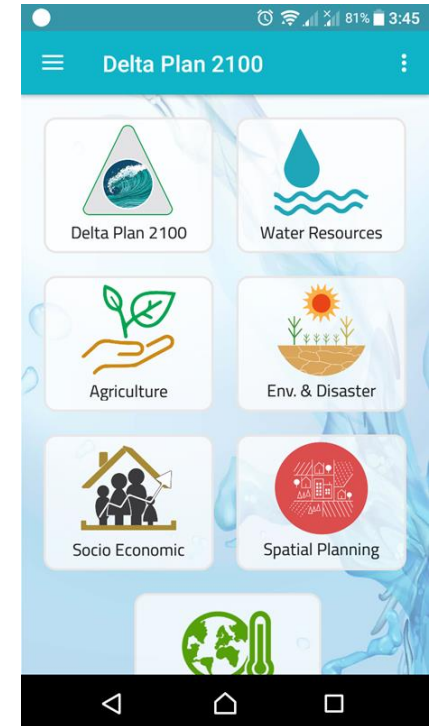 81% 3:45
Delta Plan 2100
Delta Plan 2100
Water Resources
Agriculture
Env. & Disaster
Socio Economic
Spatial Planning